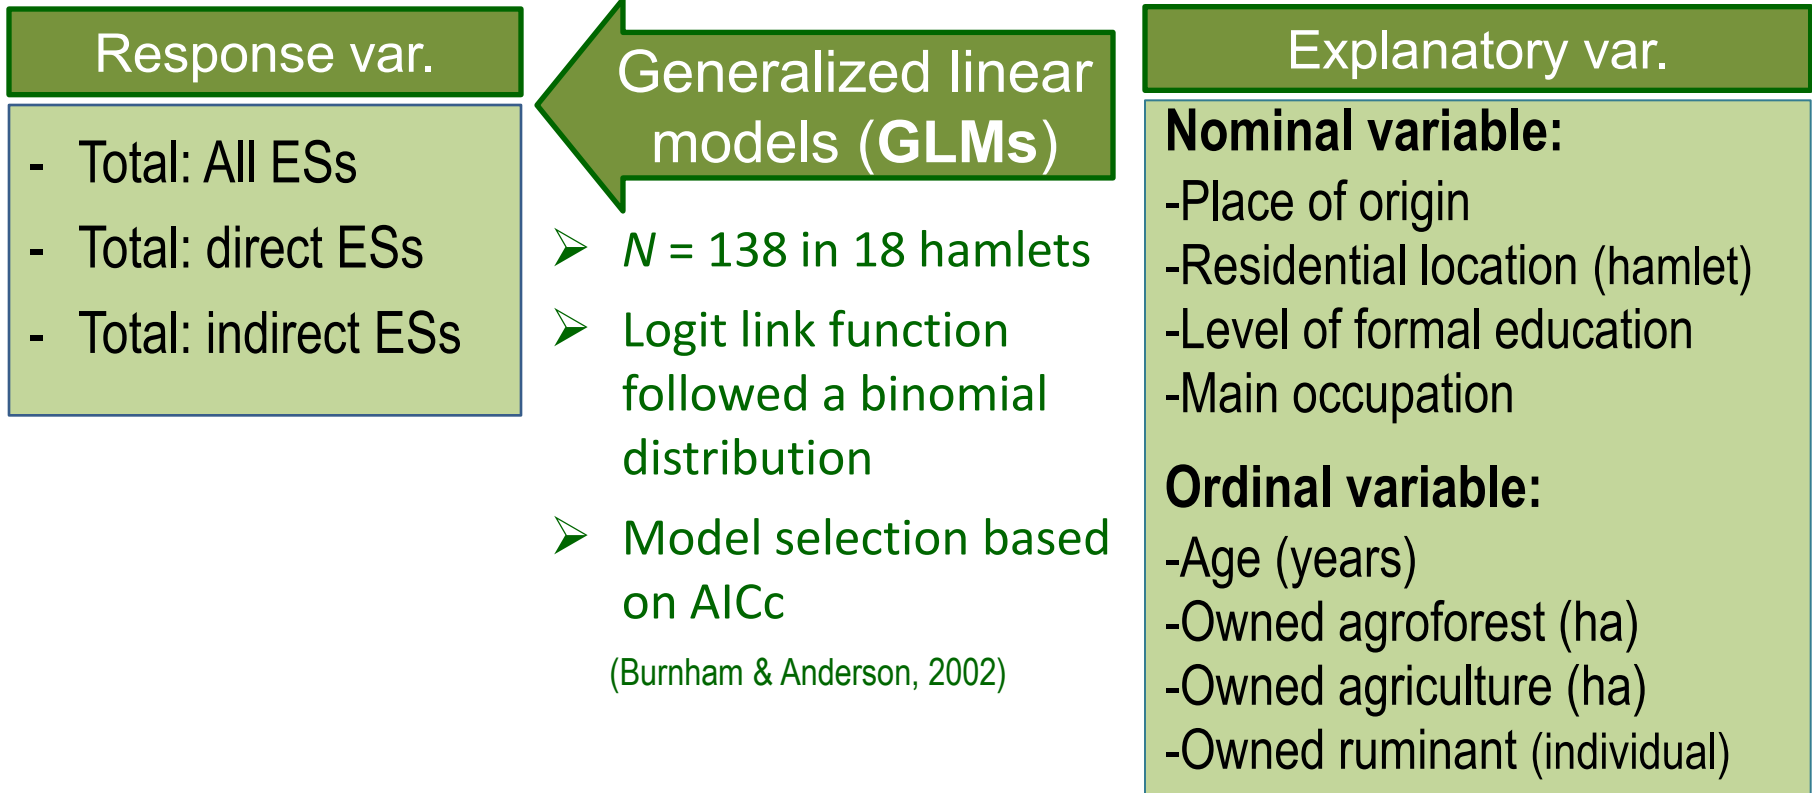 Response var.
- Total: All ESs
- Total: direct ESs
- Total: indirect ESs
Generalized linear
models (GLMs)
➢ N = 138 in 18 hamlets
➢ Logit link function
followed a binomial
distribution
➢ Model selection based
on AICc
(Burnham & Anderson, 2002)
Explanatory var.
Nominal variable:
-Place of origin
-Residential location (hamlet)
-Level of formal education
-Main occupation
Ordinal variable:
-Age (years)
-Owned agroforest (ha)
-Owned agriculture (ha)
-Owned ruminant (individual)